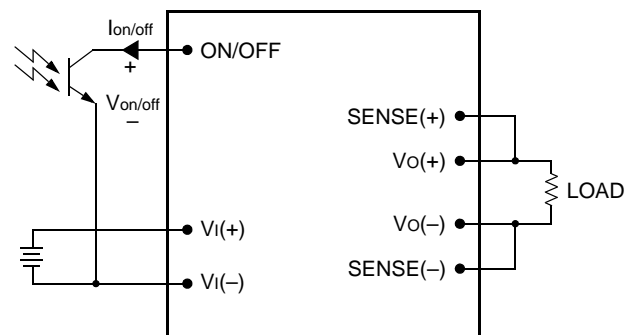 Ion/off
+
ON/OFF
Von/off
–
SENSE(+)
VO(+)
LOAD
VO(–)
SENSE(–)
VI(+)
VI(–)